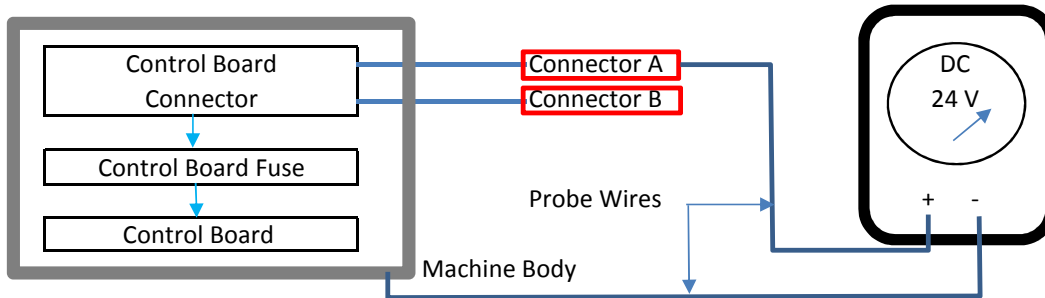 Control Board
Connector
Control Board Fuse
Control Board
Connector A
Connector B
Probe Wires
Machine Body
DC
24 V
+ -